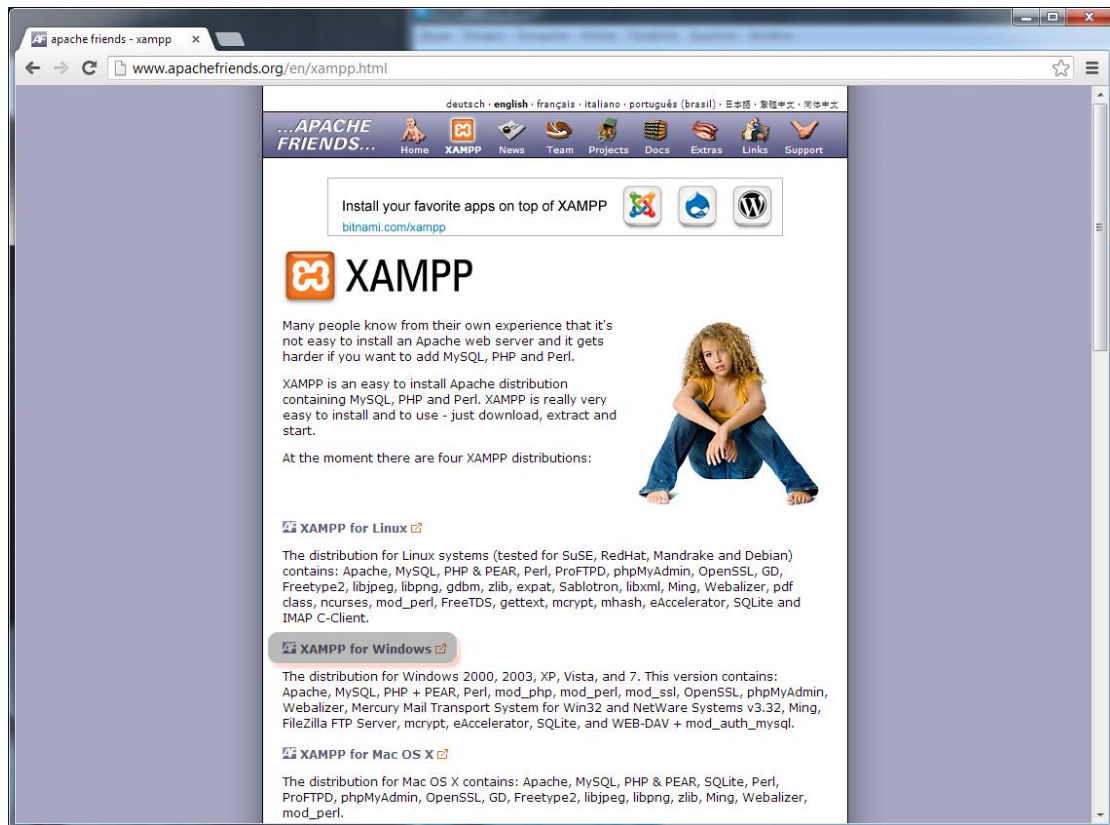 apache friends - xampp
www.apachefriends.org/en/xampp.html
deutsch · english · français · italiano · português (brasil) · 日本語 · 繁體中文 · 简体中文
...APACHE
FRIENDS...
Home XAMPP News Team Projects Docs Extras Links Support
Install your favorite apps on top of XAMPP
bitnami.com/xampp
XAMPP
Many people know from their own experience that it's
not easy to install an Apache web server and it gets
harder if you want to add MySQL, PHP and Perl.
XAMPP is an easy to install Apache distribution
containing MySQL, PHP and Perl. XAMPP is really very
easy to install and to use - just download, extract and
start.
At the moment there are four XAMPP distributions:
AF XAMPP for Linux
The distribution for Linux systems (tested for SuSE, RedHat, Mandrake and Debian)
contains: Apache, MySQL, PHP & PEAR, Perl, ProFTPD, phpMyAdmin, OpenSSL, GD,
Freetype2, libjpeg, libpng, gdbm, zlib, expat, Sablotron, libxml, Ming, Webalizer, pdf
class, ncurses, mod_perl, FreeTDS, gettext, mcrypt, mhash, eAccelerator, SQLite and
IMAP C-Client.
AF XAMPP for Windows
The distribution for Windows 2000, 2003, XP, Vista, and 7. This version contains:
Apache, MySQL, PHP + PEAR, Perl, mod_php, mod_perl, mod_ssl, OpenSSL, phpMyAdmin,
Webalizer, Mercury Mail Transport System for Win32 and NetWare Systems v3.32, Ming,
FileZilla FTP Server, mcrypt, eAccelerator, SQLite, and WEB-DAV + mod_auth_mysql.
AF XAMPP for Mac OS X
The distribution for Mac OS X contains: Apache, MySQL, PHP & PEAR, SQLite, Perl,
ProFTPD, phpMyAdmin, OpenSSL, GD, Freetype2, libjpeg, libpng, zlib, Ming, Webalizer,
mod_perl.